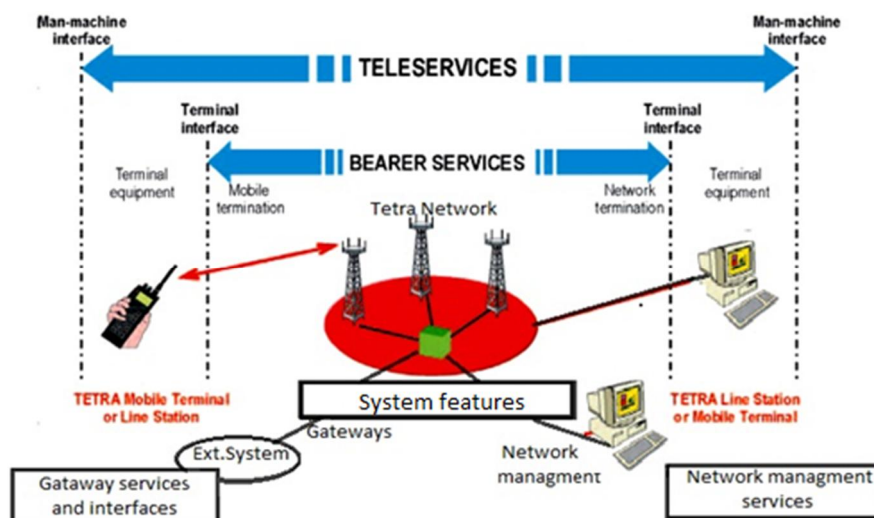 Man-machine
interface
Man-machine
interface
TELESERVICES
Terminal
interface
Terminal
interface
BEARER SERVICES
Terminal
equipment
Mobile
termination
Network
termination
Terminal
equipment
Tetra Network
TETRA Mobile Terminal
or Line Station
System features
TETRA Line Station
or Mobile Terminal
Gateways
Ext.System
Network
managment
Gataway services
and interfaces
Network managment
services